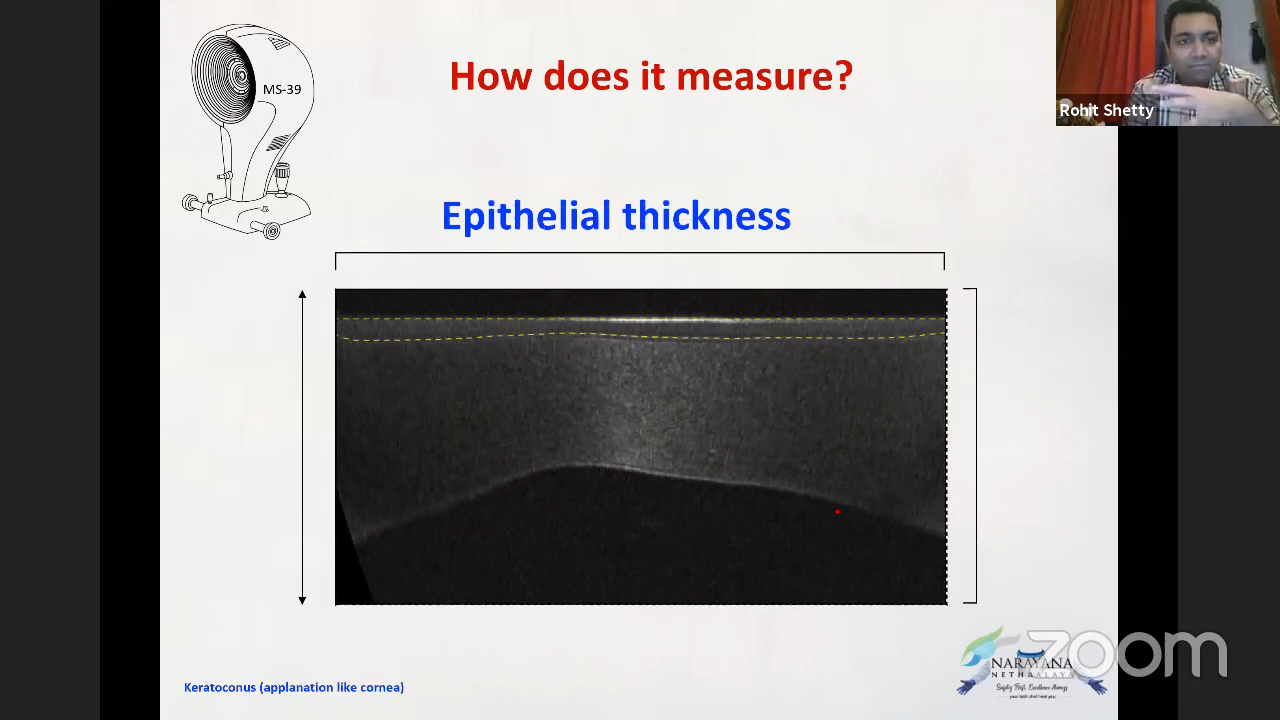 How does it measure?
MS-39
Rohit Shetty
Epithelial thickness
zoom
NARAYANA
NETHRALAYA
Keratoconus (applanation like cornea)